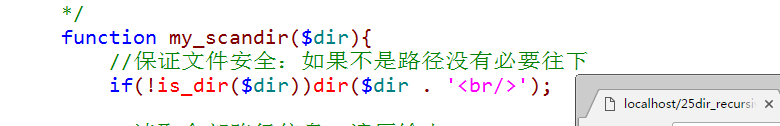 */
function my_scandir($dir){
//保证文件安全：如果不是路径没有必要往下
if(!is_dir($dir))dir($dir . '<br/>');
localhost/25dir_recursi